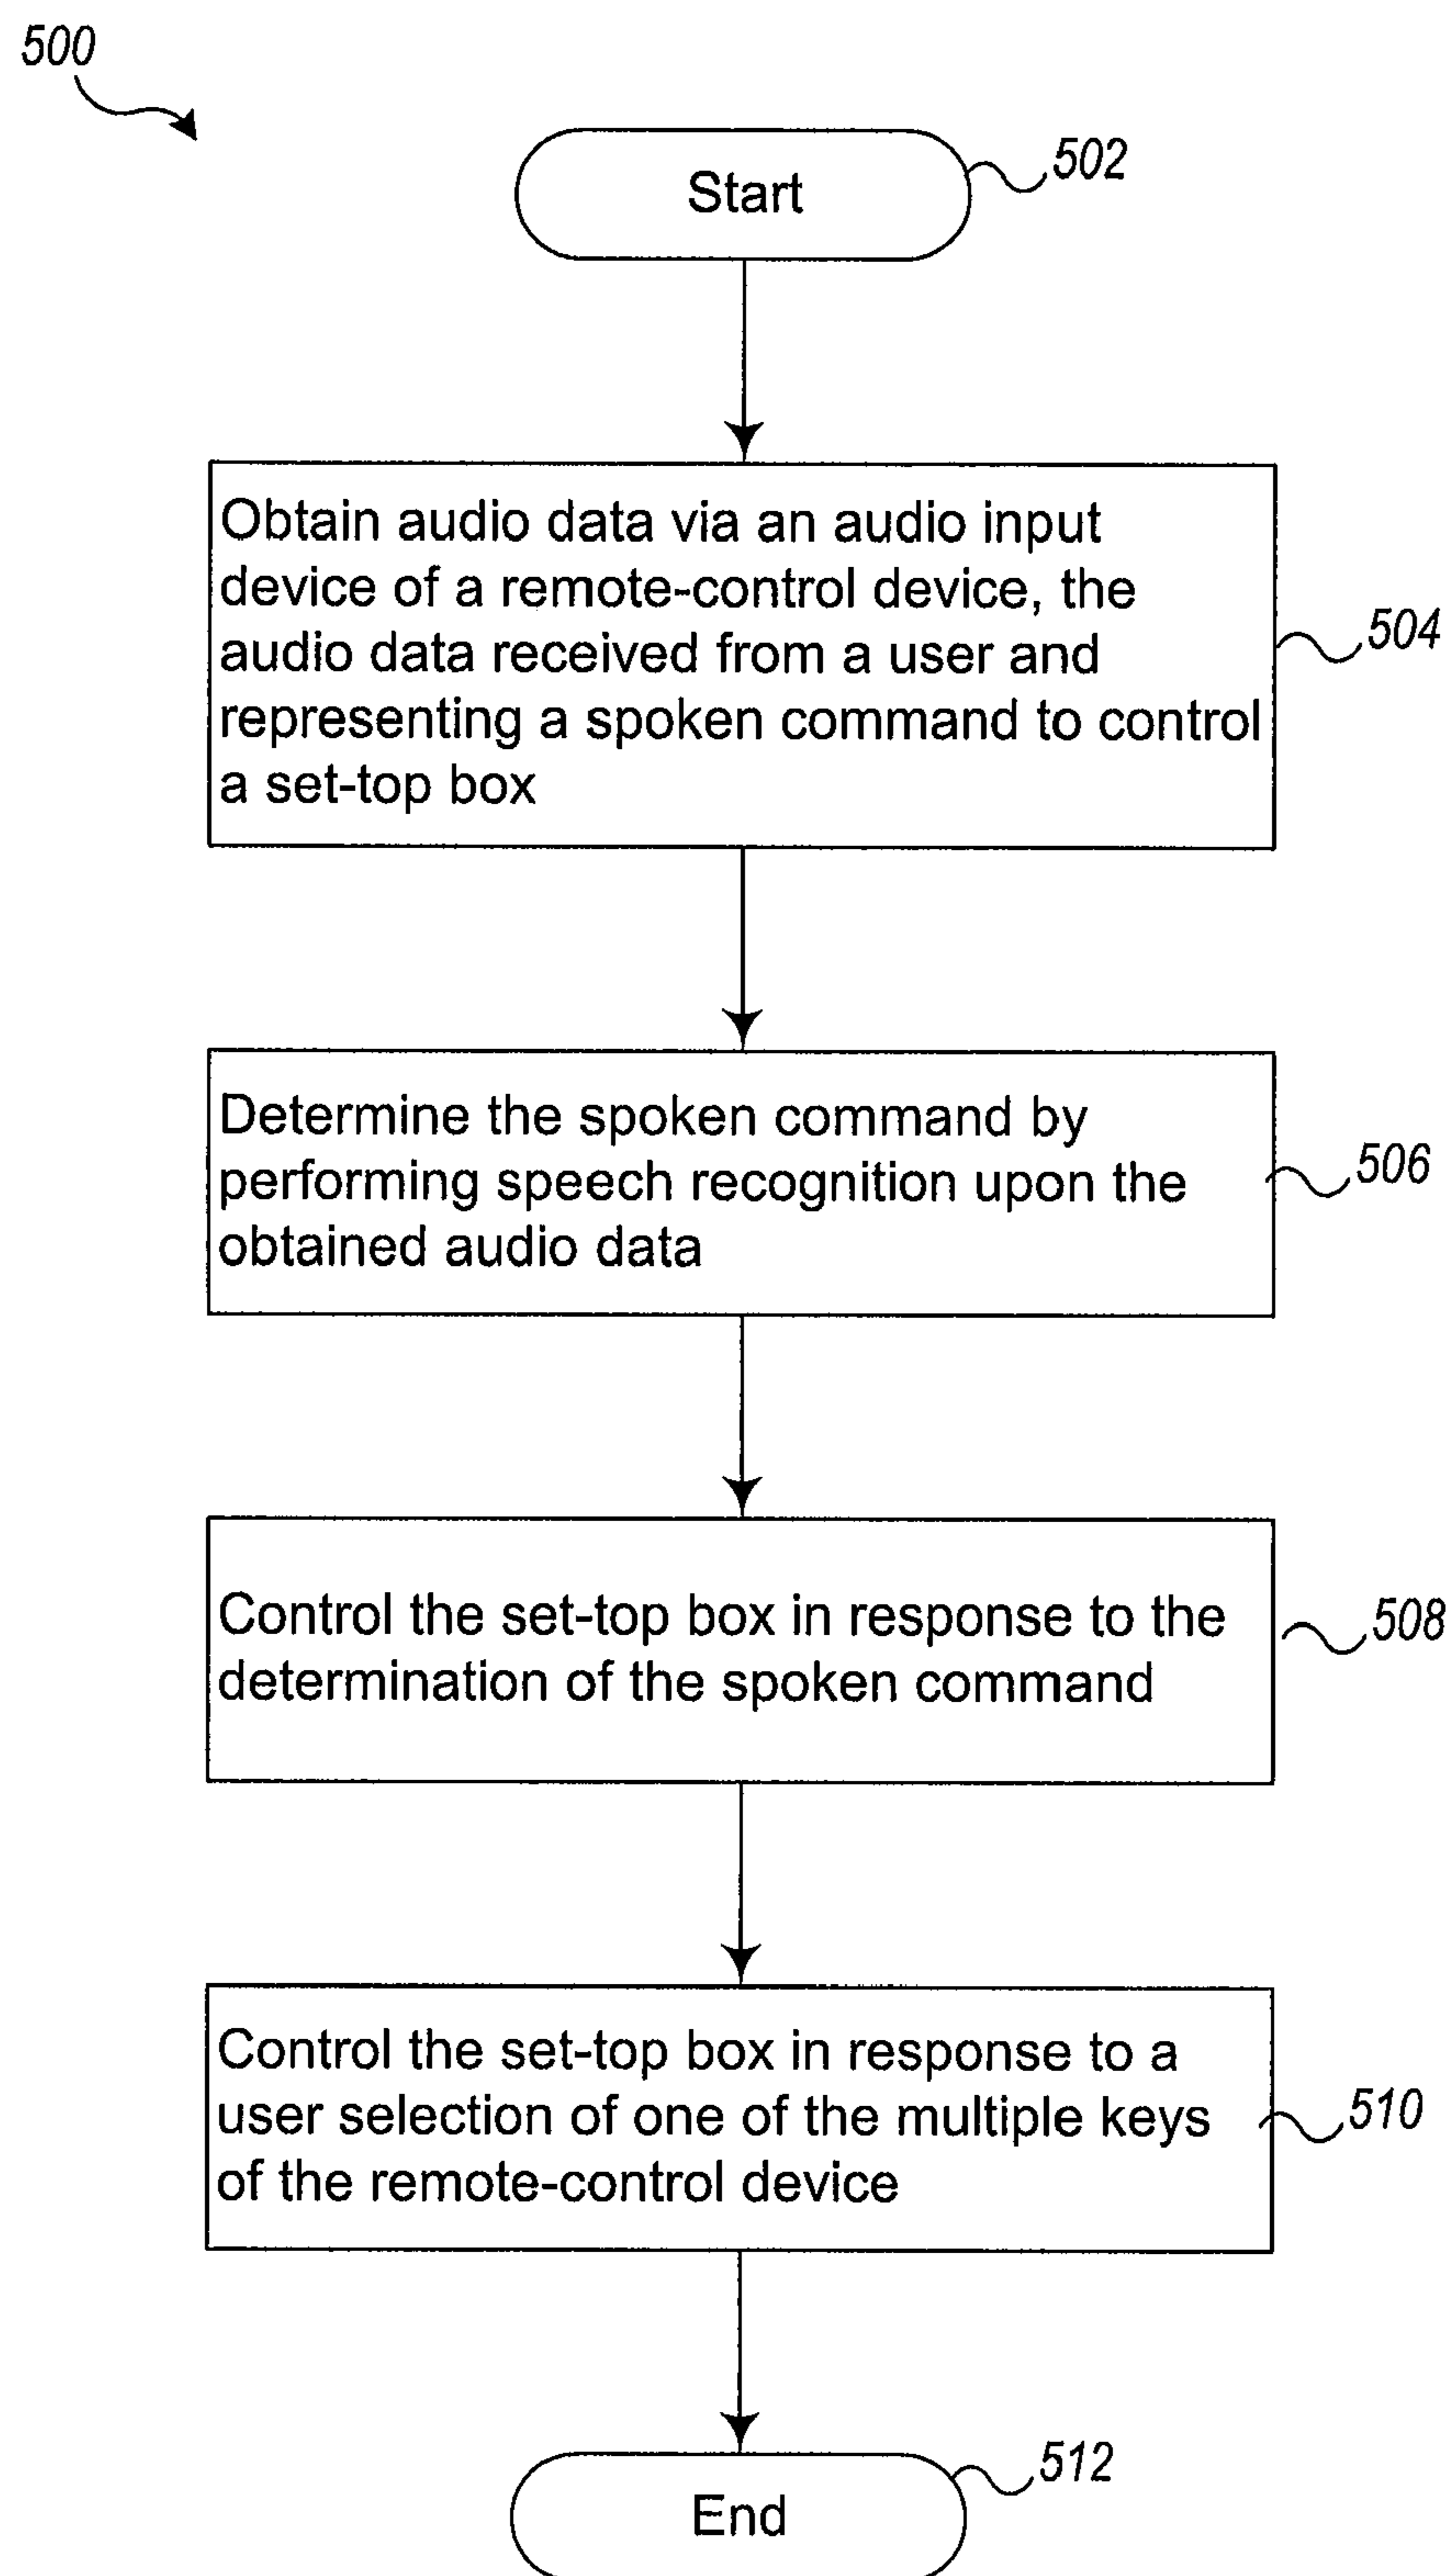 500
Start
502
Obtain audio data via an audio input
device of a remote-control device, the
audio data received from a user and
representing a spoken command to control
a set-top box
504
Determine the spoken command by
performing speech recognition upon the
obtained audio data
506
Control the set-top box in response to the
determination of the spoken command
508
Control the set-top box in response to a
user selection of one of the multiple keys
of the remote-control device
510
End
512